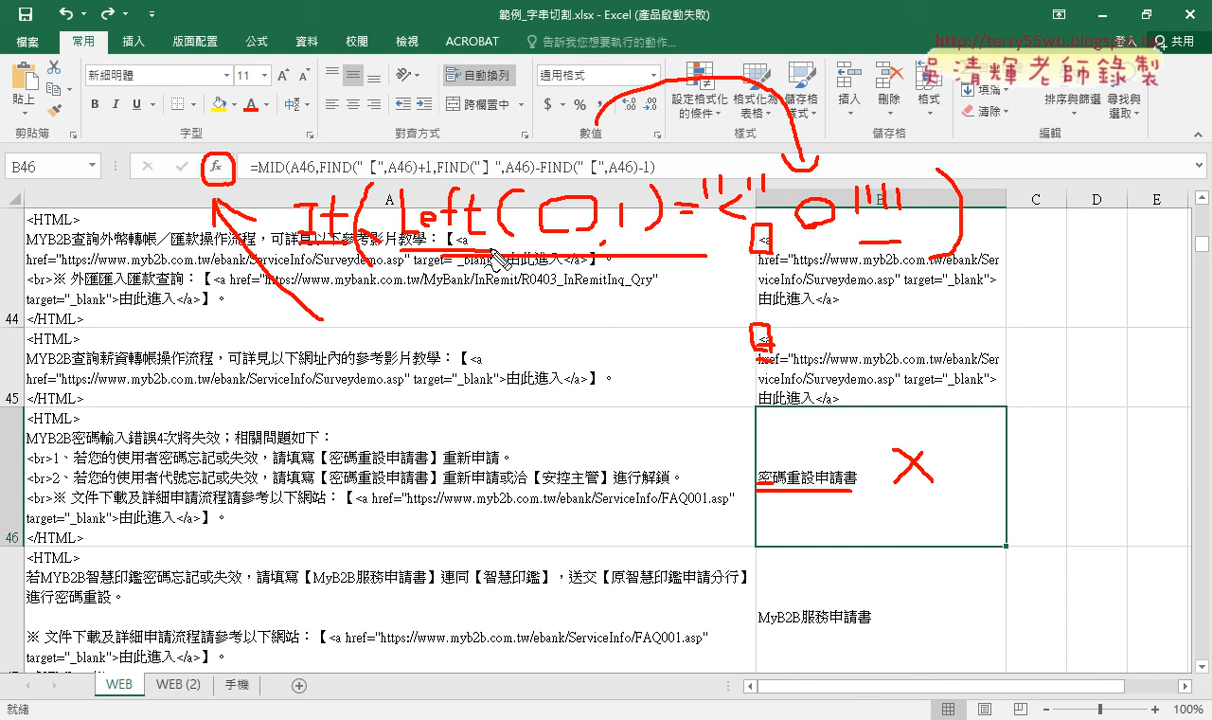 範例_字串切割.xlsx - Excel (產品啟動失敗)
檔案 常用 插入 版面配置 公式 資料 校閱 檢視 ACROBAT 告訴我您想要執行的動作... 登入 共用
http://terry55wu.blogspot.tw
吳清輝老師錄製
新細明體 11 自動換列 通用格式
貼上 B I U 跨欄置中 $ % 設定格式化的條件 格式化為表格 儲存格樣式 插入 刪除 格式 填滿 清除 排序與篩選 尋找與選取
剪貼簿 字型 對齊方式 數值 樣式 儲存格 編輯
B46 fx =MID(A46,FIND("【",A46)+1,FIND("】",A46)-FIND("【",A46)-1)
A B C D E
If(Left( ,1)="<" """")
<HTML>
MYB2B查詢外幣轉帳／匯款操作流程，可詳見以下參考影片教學：【<a
href="https://www.myb2b.com.tw/ebank/ServiceInfo/Surveydemo.asp" target="_blank">由此進入</a>】。
<br>※ 外匯匯入匯款查詢：【<a href="https://www.mybank.com.tw/MyBank/InRemit/R0403_InRemitInq_Qry"
target="_blank">由此進入</a>】。
</HTML>
44
<a
href="https://www.myb2b.com.tw/ebank/Ser
viceInfo/Surveydemo.asp" target="_blank">
由此進入</a>
<HTML>
MYB2B查詢薪資轉帳操作流程，可詳見以下網址內的參考影片教學：【<a
href="https://www.myb2b.com.tw/ebank/ServiceInfo/Surveydemo.asp" target="_blank">由此進入</a>】。
</HTML>
45
<a
href="https://www.myb2b.com.tw/ebank/Ser
viceInfo/Surveydemo.asp" target="_blank">
由此進入</a>
<HTML>
MYB2B密碼輸入錯誤4次將失效；相關問題如下：
<br>1、若您的使用者密碼忘記或失效，請填寫【密碼重設申請書】重新申請。
<br>2、若您的使用者代號忘記或失效，請填寫【密碼重設申請書】重新申請或洽【安控主管】進行解鎖。
<br>※ 文件下載及詳細申請流程請參考以下網站：【<a href="https://www.myb2b.com.tw/ebank/ServiceInfo/FAQ001.asp"
target="_blank">由此進入</a>】。
</HTML>
46
密碼重設申請書
<HTML>
若MYB2B智慧印鑑密碼忘記或失效，請填寫【MyB2B服務申請書】連同【智慧印鑑】，送交【原智慧印鑑申請分行】
進行密碼重設。
※ 文件下載及詳細申請流程請參考以下網站：【<a href="https://www.myb2b.com.tw/ebank/ServiceInfo/FAQ001.asp"
target="_blank">由此進入</a>】。
MyB2B服務申請書
WEB WEB (2) 手機
就緒 100%